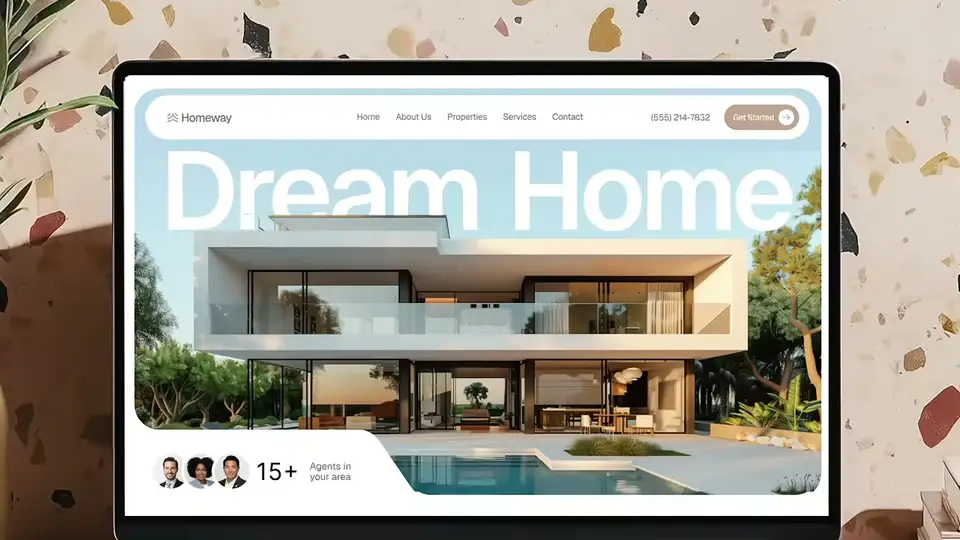 Homeway
Home About Us Properties Services Contact
(555) 214-7832
Get Started
Dream Home
15+
Agents in
your area